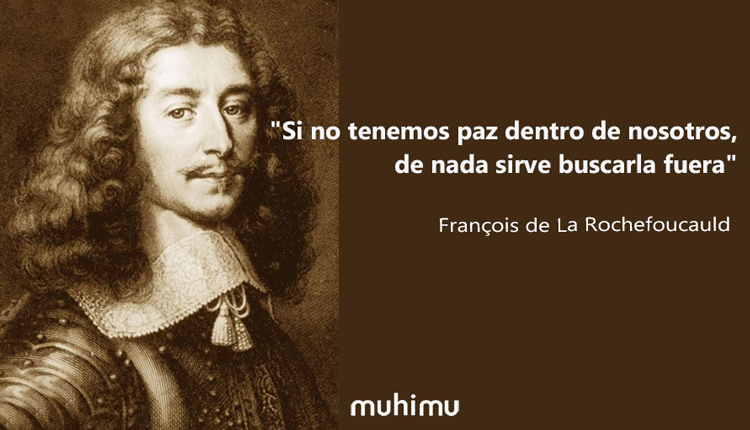 "Si no tenemos paz dentro de nosotros,
de nada sirve buscarla fuera"
François de La Rochefoucauld
muhimu